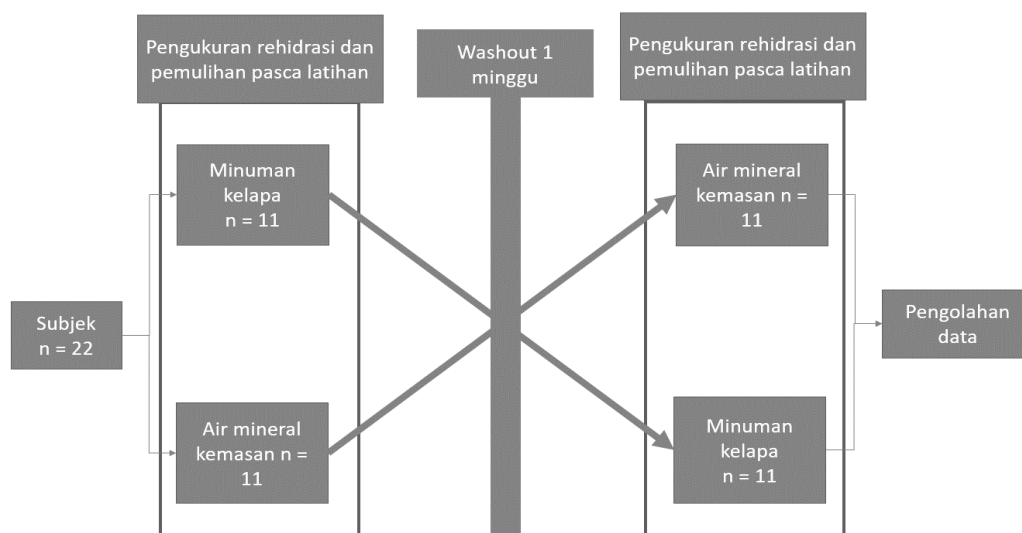 Pengukuran rehidrasi dan
pemulihan pasca latihan
Washout 1
minggu
Pengukuran rehidrasi dan
pemulihan pasca latihan
Minuman
kelapa
n = 11
Air mineral
kemasan n =
11
Subjek
n = 22
Pengolahan
data
Air mineral
kemasan n =
11
Minuman
kelapa
n = 11